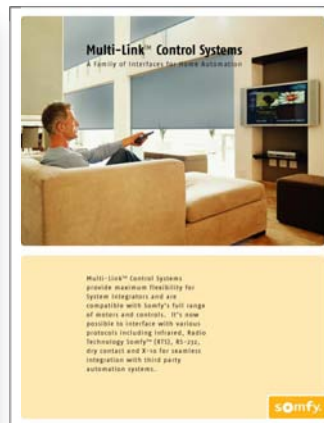 Multi-Link™ Control Systems
A Family of Interfaces for Home Automation
Multi-Link™ Control Systems
provide maximum flexibility for
System Integrators and are
compatible with Somfy's full range
of motors and controls. It's now
possible to interface with various
protocols including Infrared, Radio
Technology Somfy™ (RTS), RS-232,
dry contact and X-10 for seamless
integration with third party
automation systems.
somfy.